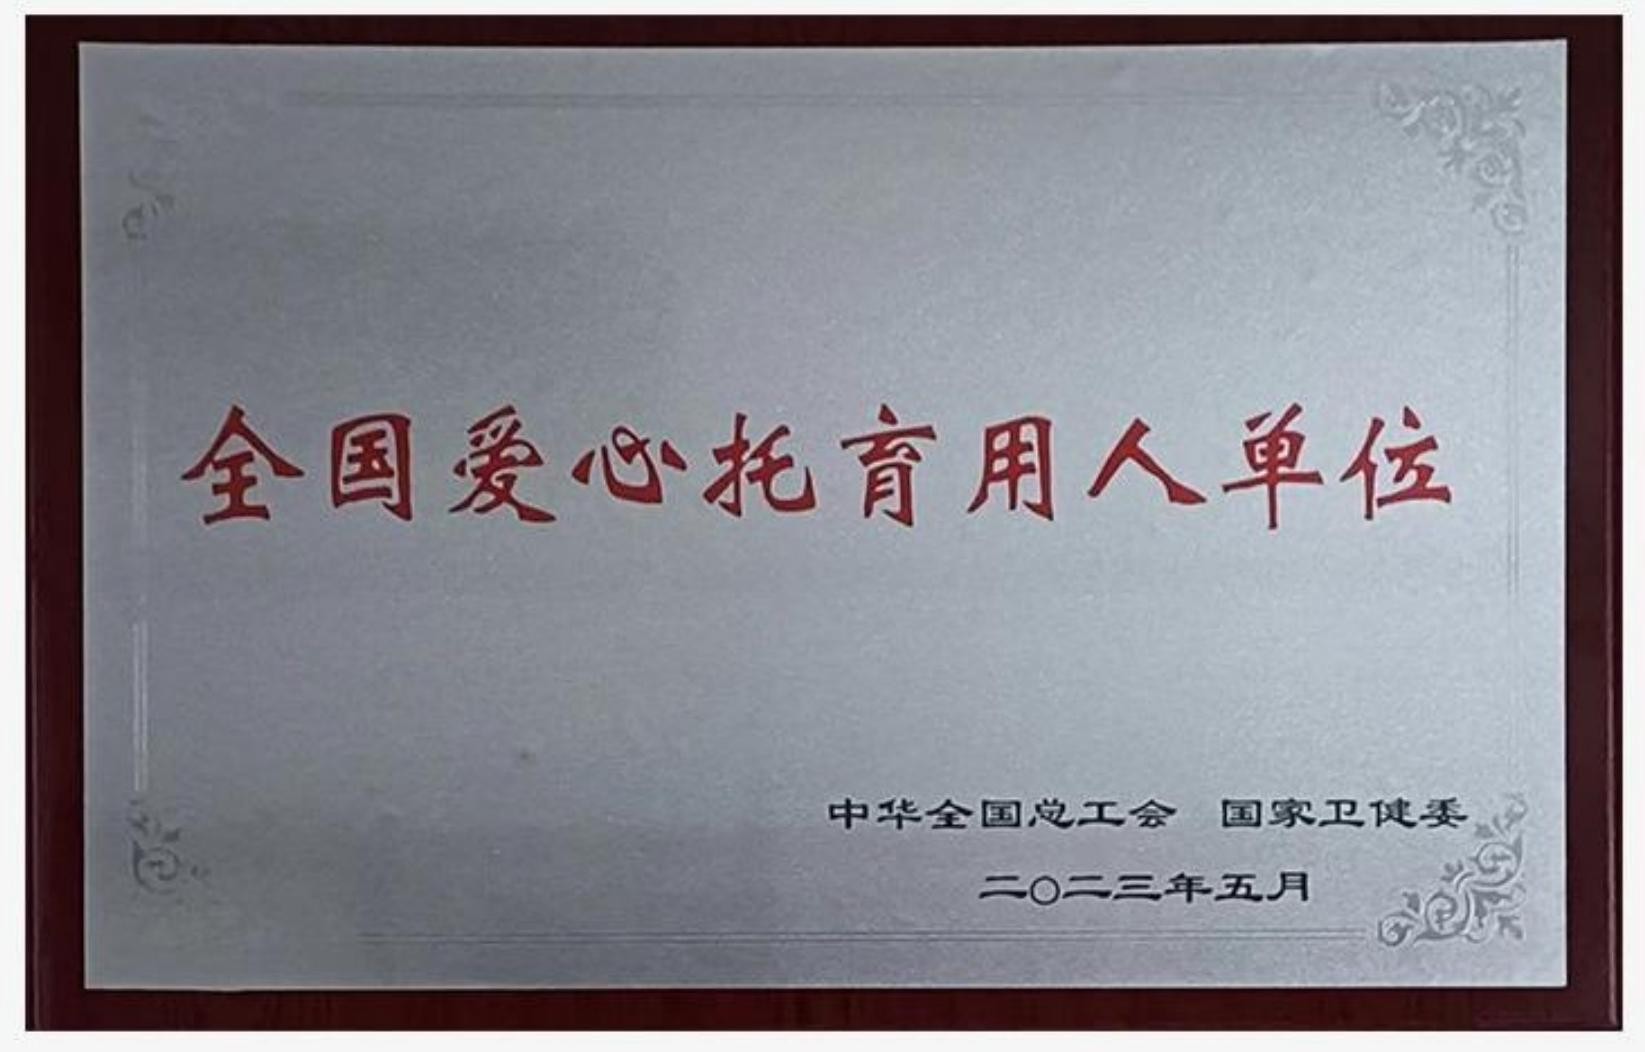 全国爱心托育用人单位
中华全国总工会 国家卫健委
二〇二三年五月